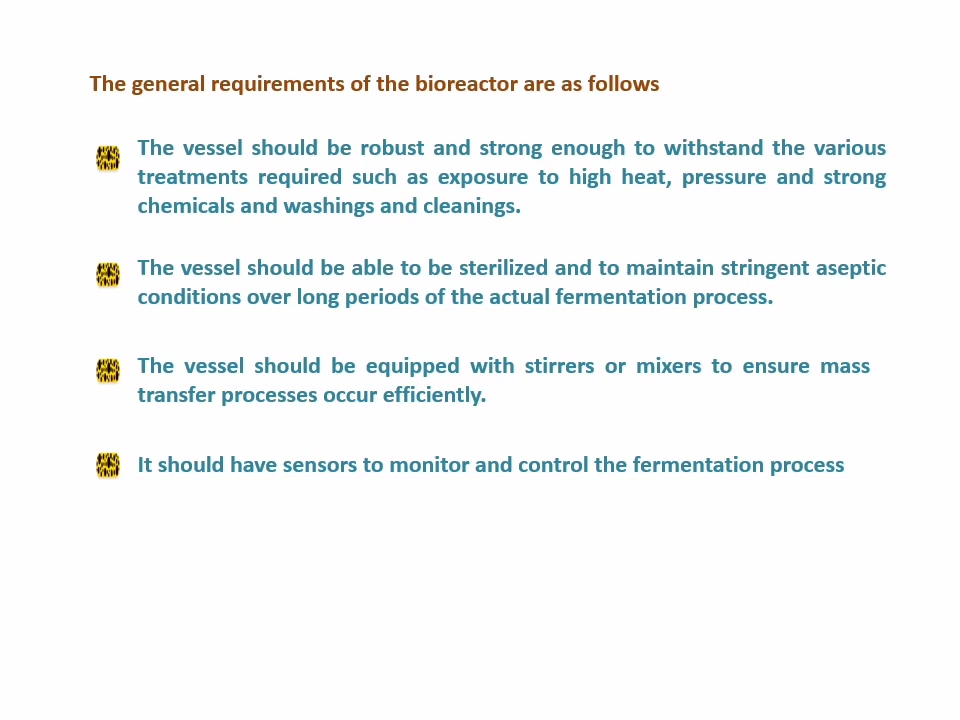 The general requirements of the bioreactor are as follows
The vessel should be robust and strong enough to withstand the various
treatments required such as exposure to high heat, pressure and strong
chemicals and washings and cleanings.
The vessel should be able to be sterilized and to maintain stringent aseptic
conditions over long periods of the actual fermentation process.
The vessel should be equipped with stirrers or mixers to ensure mass
transfer processes occur efficiently.
It should have sensors to monitor and control the fermentation process